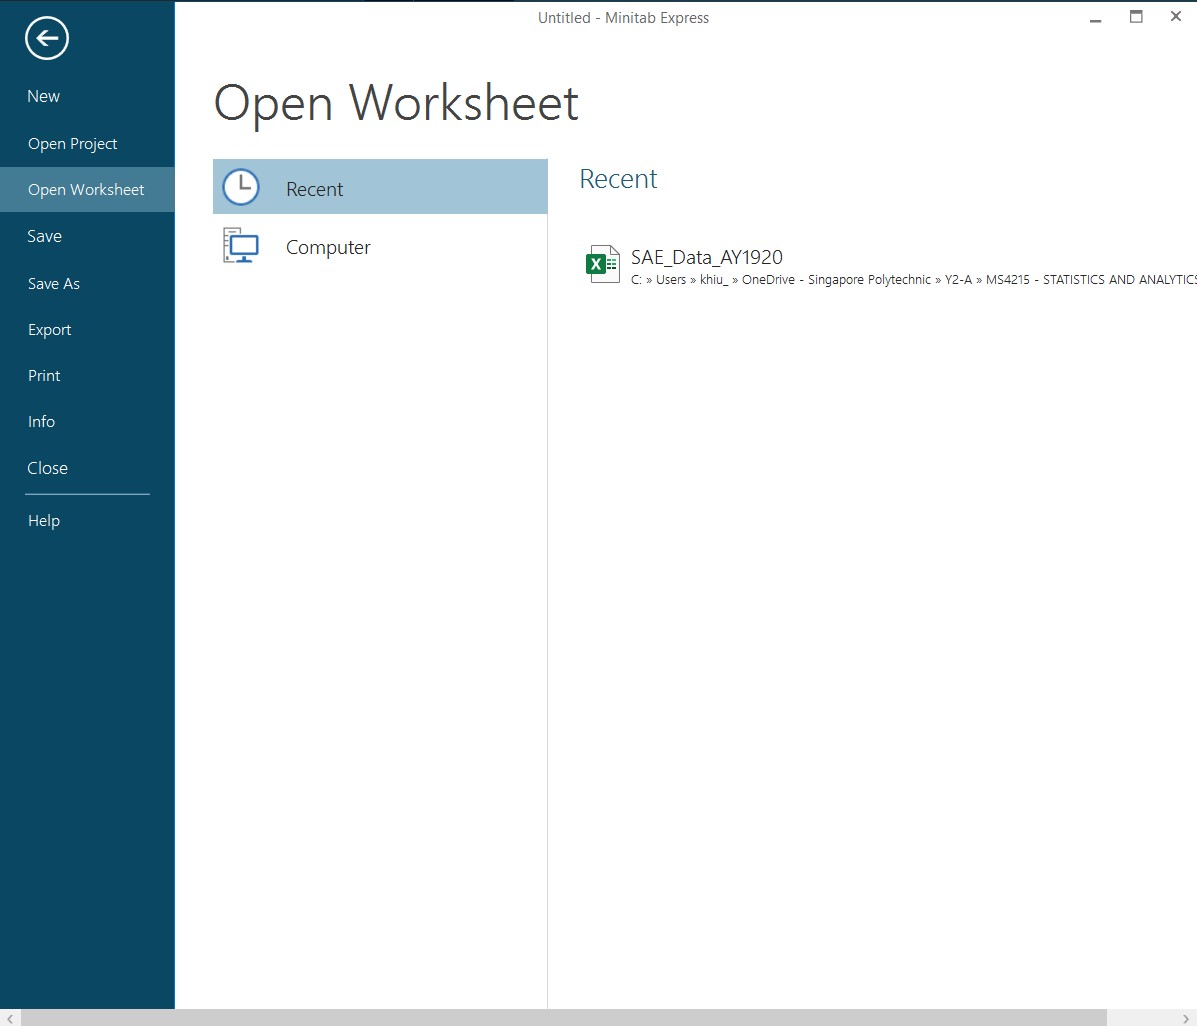 Untitled - Minitab Express
New
Open Project
Open Worksheet
Save
Save As
Export
Print
Info
Close
Help
Open Worksheet
Recent
Computer
Recent
SAE_Data_AY1920
C: » Users » khiu_ » OneDrive - Singapore Polytechnic » Y2-A » MS4215 - STATISTICS AND ANALYTICS